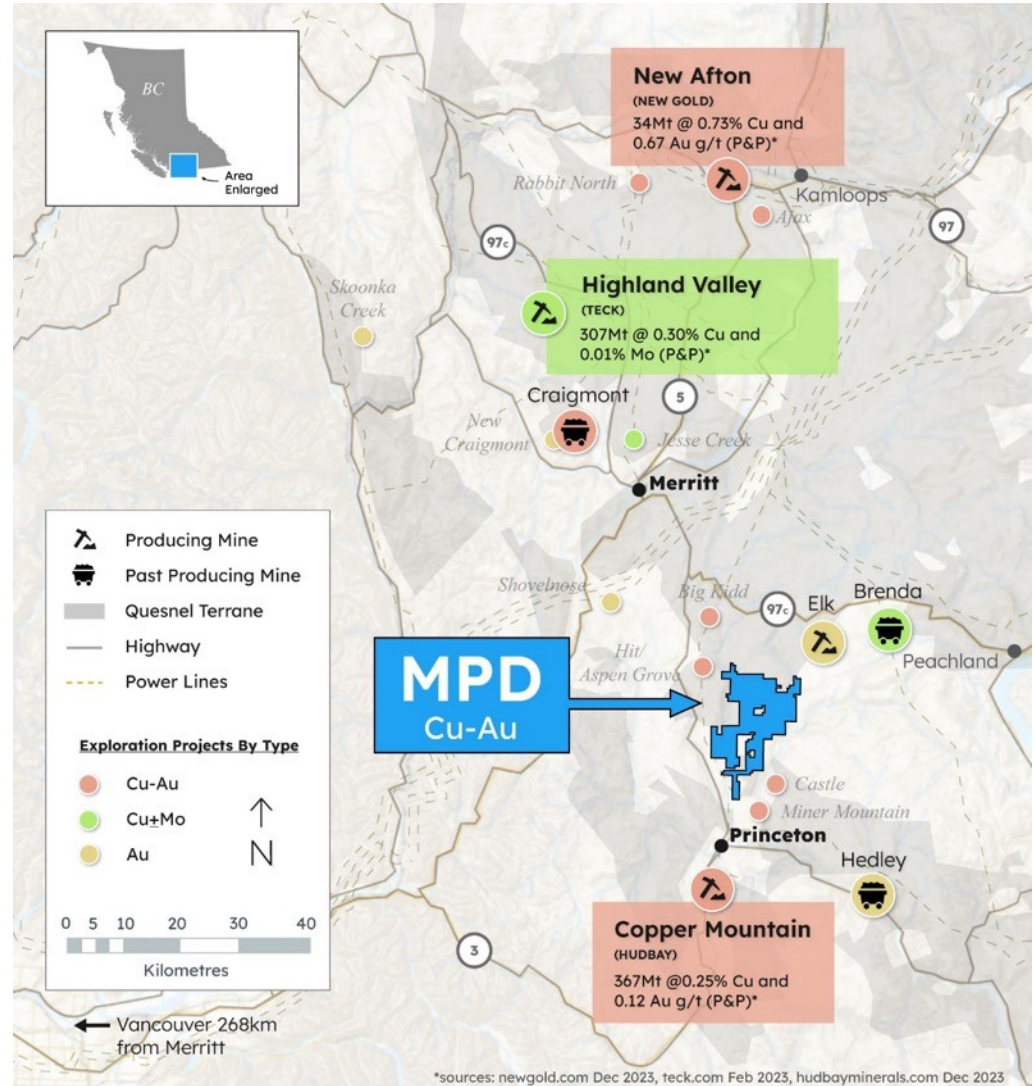 BC
Area
Enlarged
New Afton
(NEW GOLD)
34Mt @ 0.73% Cu and
0.67 Au g/t (P&P)*
Rabbit North
Kamloops
Ajax
97c
97
Highland Valley
(TECK)
307Mt @ 0.30% Cu and
0.01% Mo (P&P)*
Skoonka
Creek
Craigmont
5
New
Craigmont
Jesse Creek
Merritt
Producing Mine
Past Producing Mine
Quesnel Terrane
Highway
Power Lines
Exploration Projects By Type
Cu-Au
Cu±Mo
Au
N
0 5 10 20 30 40
Kilometres
Shovelnose
Big Kidd
97c
Elk
Brenda
Peachland
Hit/
Aspen Grove
MPD
Cu-Au
Castle
Miner Mountain
Princeton
Hedley
Copper Mountain
(HUDBAY)
367Mt @0.25% Cu and
0.12 Au g/t (P&P)*
3
Vancouver 268km
from Merritt
*sources: newgold.com Dec 2023, teck.com Feb 2023, hudbayminerals.com Dec 2023